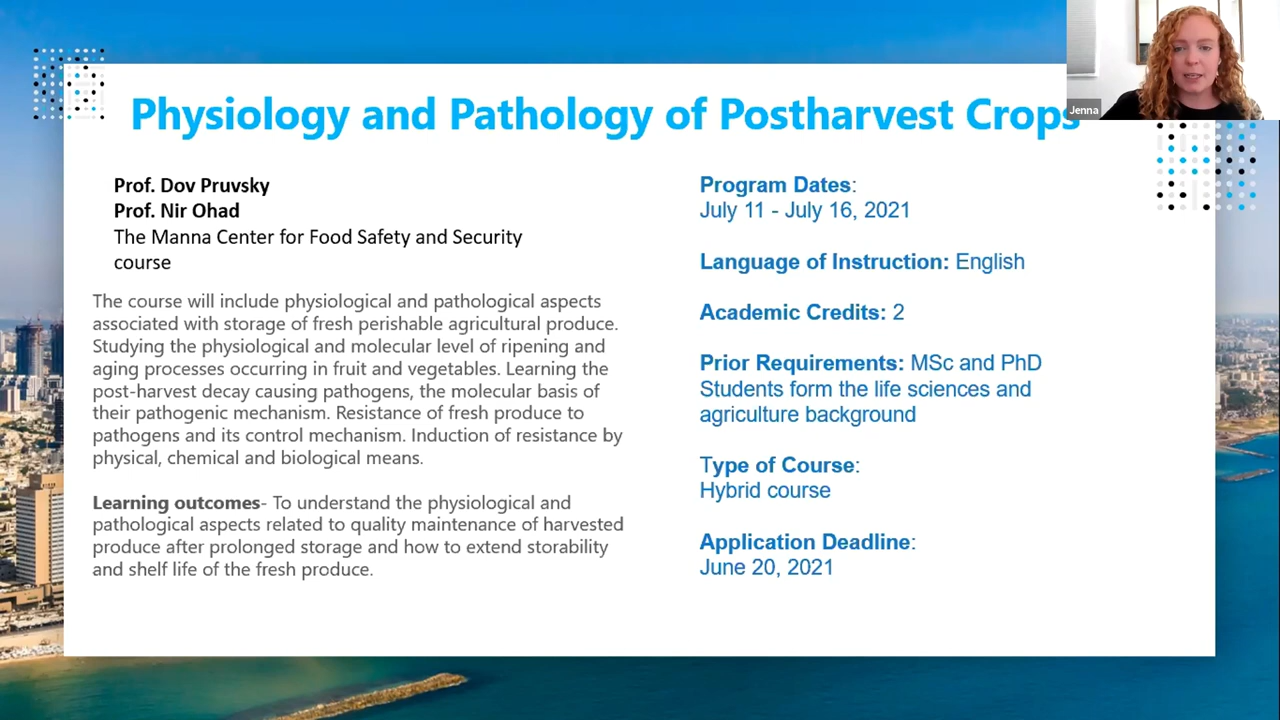 Physiology and Pathology of Postharvest Crops
Jenna
Prof. Dov Pruvsky
Prof. Nir Ohad
The Manna Center for Food Safety and Security
course
The course will include physiological and pathological aspects
associated with storage of fresh perishable agricultural produce.
Studying the physiological and molecular level of ripening and
aging processes occurring in fruit and vegetables. Learning the
post-harvest decay causing pathogens, the molecular basis of
their pathogenic mechanism. Resistance of fresh produce to
pathogens and its control mechanism. Induction of resistance by
physical, chemical and biological means.
Learning outcomes- To understand the physiological and
pathological aspects related to quality maintenance of harvested
produce after prolonged storage and how to extend storability
and shelf life of the fresh produce.
Program Dates:
July 11 - July 16, 2021
Language of Instruction: English
Academic Credits: 2
Prior Requirements: MSc and PhD
Students form the life sciences and
agriculture background
Type of Course:
Hybrid course
Application Deadline:
June 20, 2021